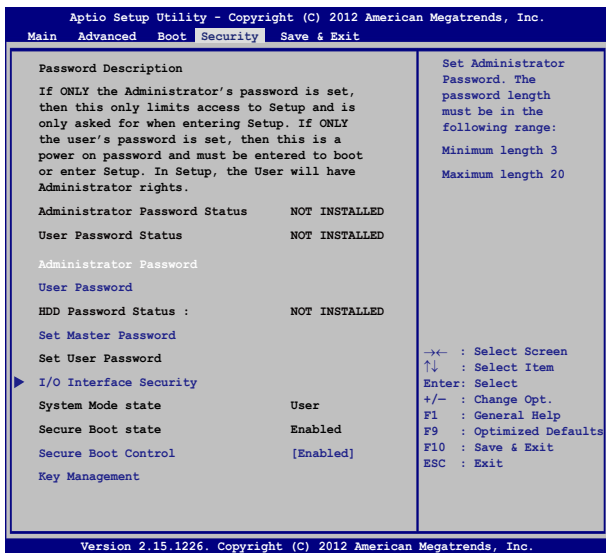 Aptio Setup Utility - Copyright (C) 2012 American Megatrends, Inc.
Main Advanced Boot Security Save & Exit
Password Description
If ONLY the Administrator's password is set,
then this only limits access to Setup and is
only asked for when entering Setup. If ONLY
the user's password is set, then this is a
power on password and must be entered to boot
or enter Setup. In Setup, the User will have
Administrator rights.
Administrator Password Status NOT INSTALLED
User Password Status NOT INSTALLED
Administrator Password
User Password
HDD Password Status : NOT INSTALLED
Set Master Password
Set User Password
I/O Interface Security
System Mode state User
Secure Boot state Enabled
Secure Boot Control [Enabled]
Key Management
Set Administrator
Password. The
password length
must be in the
following range:
Minimum length 3
Maximum length 20
→← : Select Screen
↑↓ : Select Item
Enter: Select
+/— : Change Opt.
F1 : General Help
F9 : Optimized Defaults
F10 : Save & Exit
ESC : Exit
Version 2.15.1226. Copyright (C) 2012 American Megatrends, Inc.